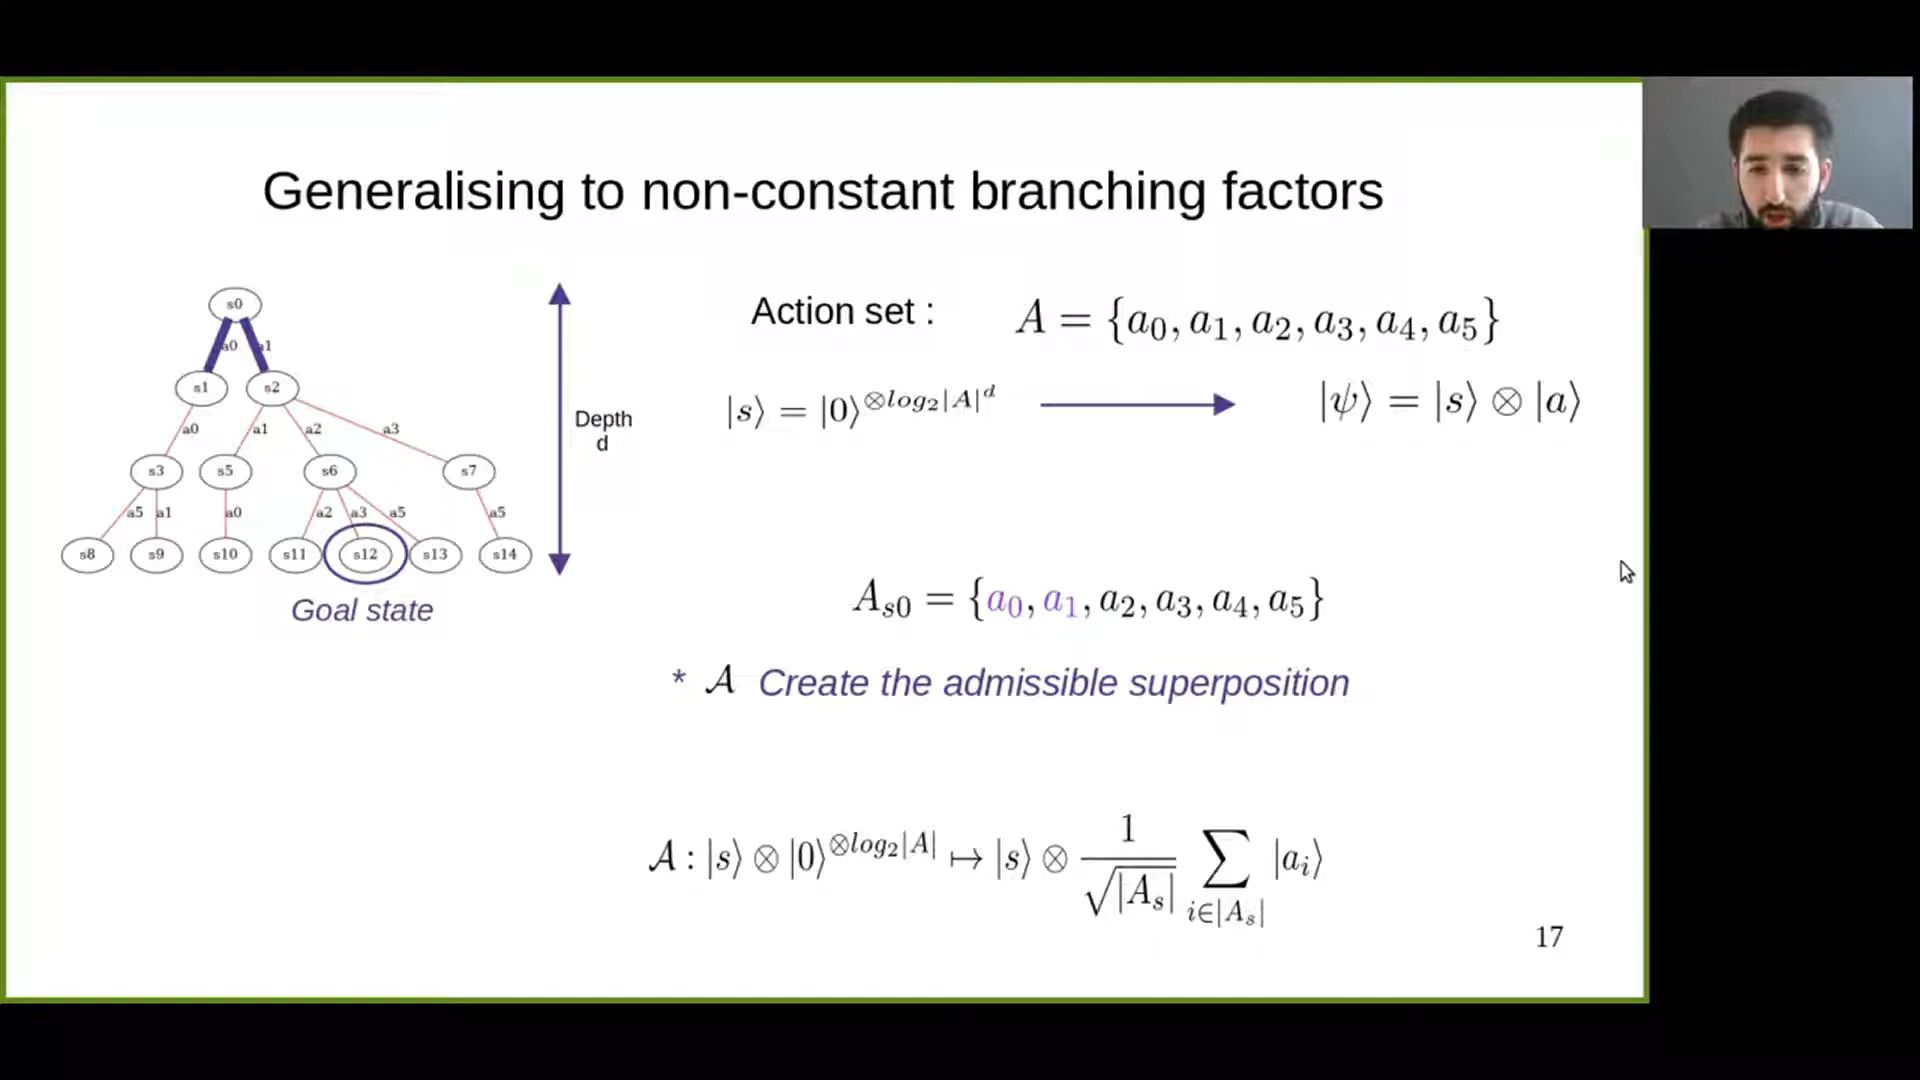 Generalising to non-constant branching factors
s0
a0 a1
s1 s2
a0 a1 a2 a3
s3 s5 s6 s7
a5 a1 a0 a2 a3 a5 a5
s8 s9 s10 s11 s12 s13 s14
Goal state
Depth
d
Action set : A = {a₀, a₁, a₂, a₃, a₄, a₅}
|s⟩ = |0⟩^{⊗log₂|A|^d}
|ψ⟩ = |s⟩ ⊗ |a⟩
A_{s0} = {a₀, a₁, a₂, a₃, a₄, a₅}
* 𝒜 Create the admissible superposition
𝒜 : |s⟩ ⊗ |0⟩^{⊗log₂|A|} ↦ |s⟩ ⊗ 1/√|A_s| ∑_{i∈|A_s|} |a_i⟩
17